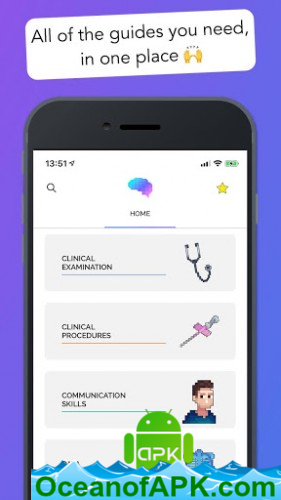 All of the guides you need,
in one place 🙌
13:51
HOME
CLINICAL
EXAMINATION
CLINICAL
PROCEDURES
COMMUNICATION
SKILLS
APK
OceanofAPK.com